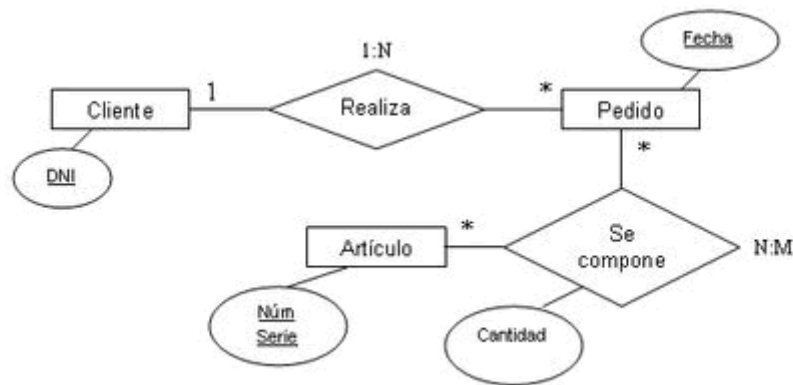 Fecha
1:N
Cliente
1
Realiza
*
Pedido
*
DNI
Artículo
*
Se
compone
N:M
Núm
Serie
Cantidad